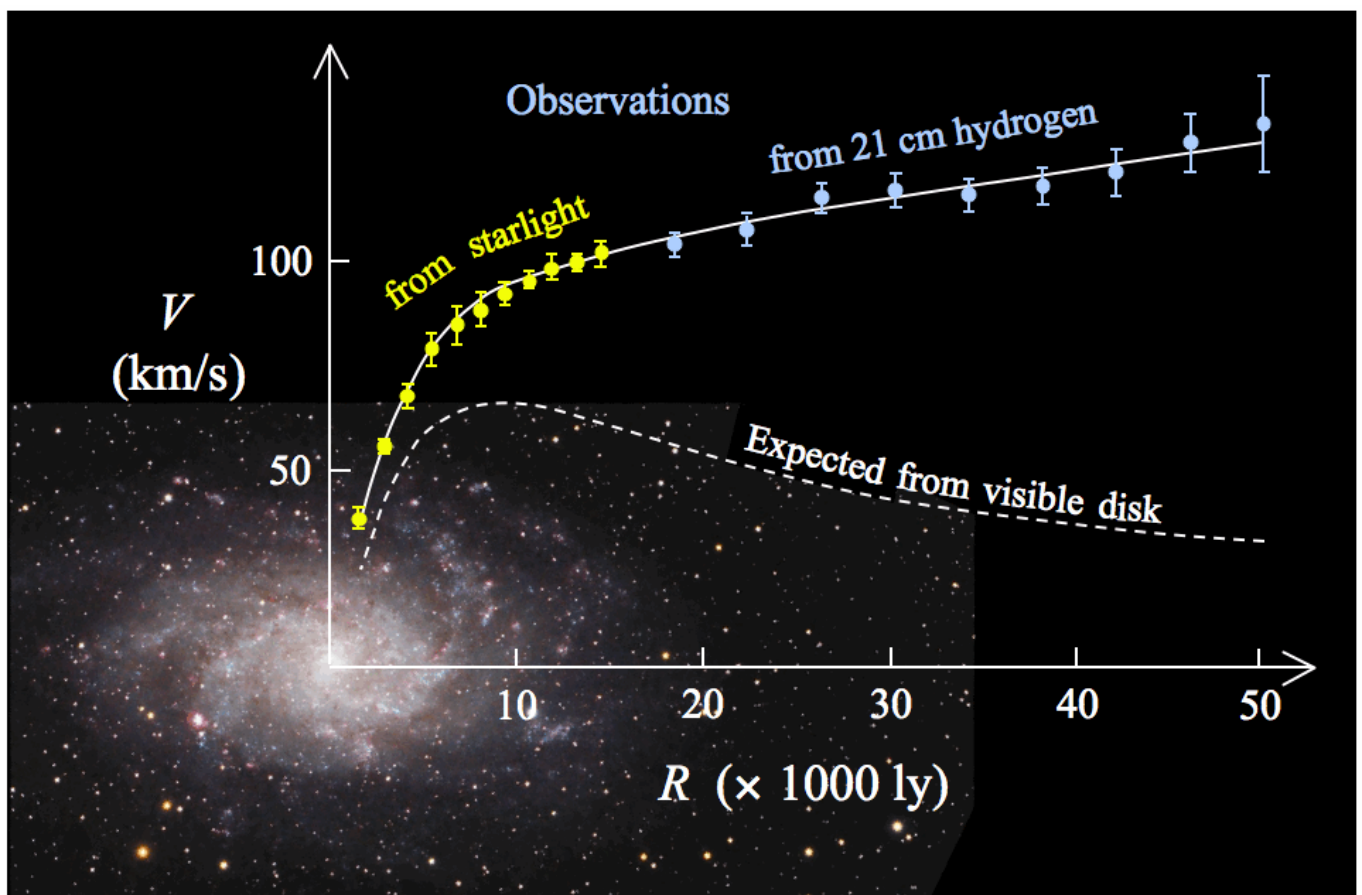 Observations
from 21 cm hydrogen
from starlight
100
V
(km/s)
50
Expected from visible disk
10 20 30 40 50
R (× 1000 ly)